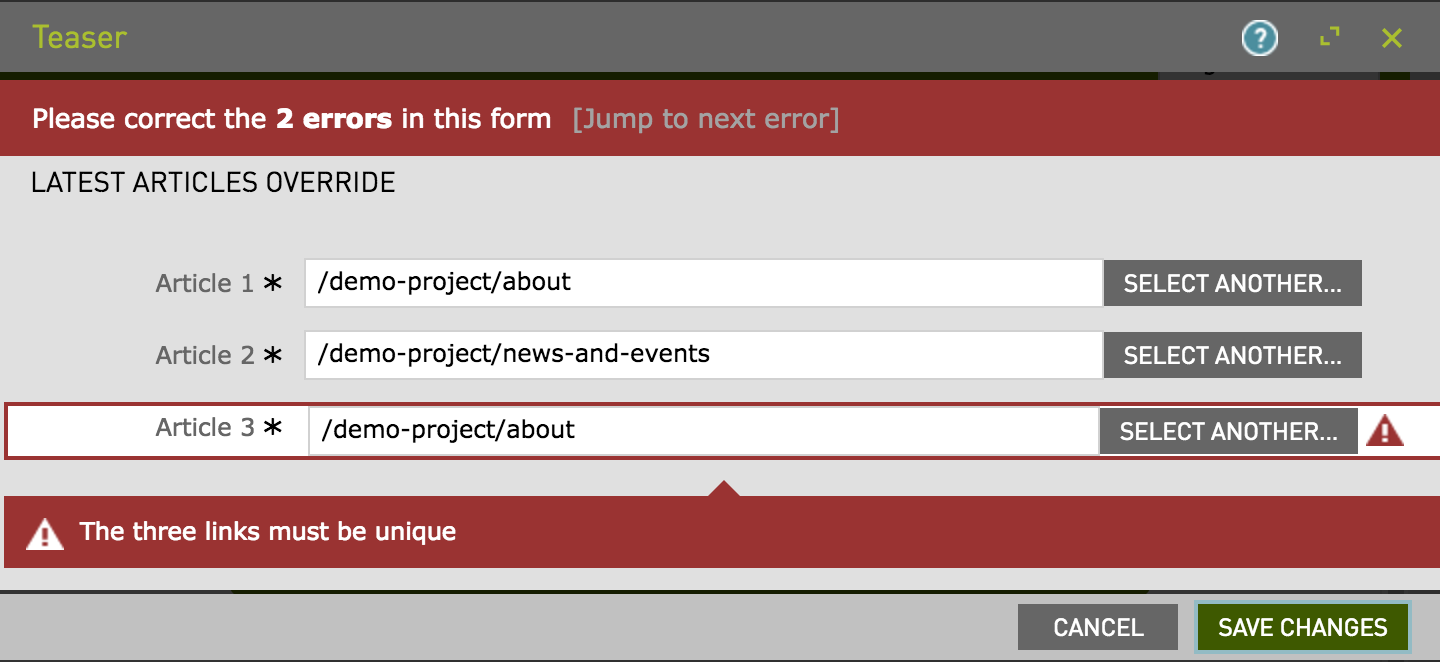 Teaser
?
Please correct the 2 errors in this form [Jump to next error]
LATEST ARTICLES OVERRIDE
Article 1 * /demo-project/about SELECT ANOTHER...
Article 2 * /demo-project/news-and-events SELECT ANOTHER...
Article 3 * /demo-project/about SELECT ANOTHER...
The three links must be unique
CANCEL SAVE CHANGES